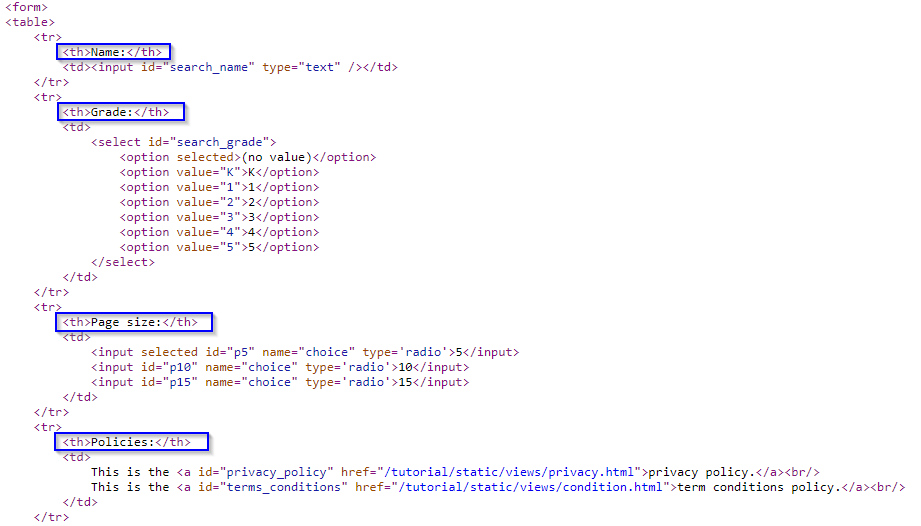 <form>
<table>
    <tr>
        <th>Name:</th>
        <td><input id="search_name" type="text" /></td>
    </tr>
    <tr>
        <th>Grade:</th>
        <td>
            <select id="search_grade">
                <option selected>(no value)</option>
                <option value="K">K</option>
                <option value="1">1</option>
                <option value="2">2</option>
                <option value="3">3</option>
                <option value="4">4</option>
                <option value="5">5</option>
            </select>
        </td>
    </tr>
    <tr>
        <th>Page size:</th>
        <td>
            <input selected id="p5" name="choice" type='radio'>5</input>
            <input id="p10" name="choice" type='radio'>10</input>
            <input id="p15" name="choice" type='radio'>15</input>
        </td>
    </tr>
    <tr>
        <th>Policies:</th>
        <td>
            This is the <a id="privacy_policy" href="/tutorial/static/views/privacy.html">privacy policy.</a><br/>
            This is the <a id="terms_conditions" href="/tutorial/static/views/condition.html">term conditions policy.</a><br/>
        </td>
    </tr>